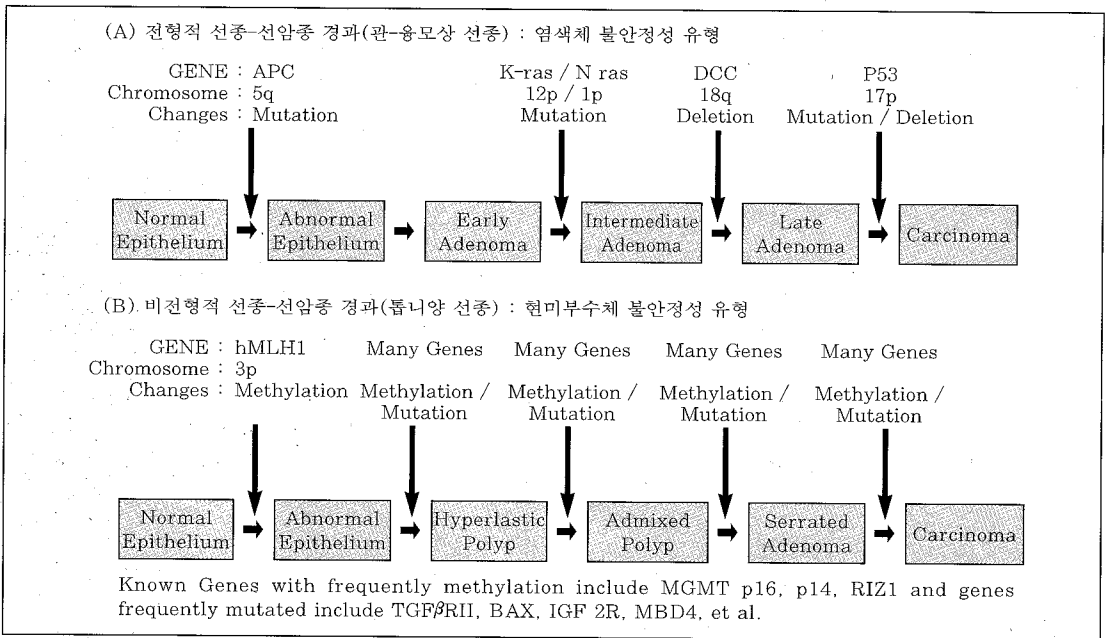 (A) 전형적 선종-선암종 경과(관-융모상 선종) : 염색체 불안정성 유형
GENE : APC K-ras / N ras DCC P53
Chromosome : 5q 12p / 1p 18q 17p
Changes : Mutation Mutation Deletion Mutation / Deletion
Normal Abnormal Early Intermediate Late Carcinoma
Epithelium Epithelium Adenoma Adenoma Adenoma
(B) 비전형적 선종-선암종 경과(톱니양 선종) : 현미부수체 불안정성 유형
GENE : hMLH1 Many Genes Many Genes Many Genes Many Genes
Chromosome : 3p
Changes : Methylation Methylation / Methylation / Methylation / Methylation /
Mutation Mutation Mutation Mutation
Normal Abnormal Hyperlastic Admixed Serrated Carcinoma
Epithelium Epithelium Polyp Polyp Adenoma
Known Genes with frequently methylation include MGMT p16, p14, RIZ1 and genes
frequently mutated include TGFβRII, BAX, IGF 2R, MBD4, et al.